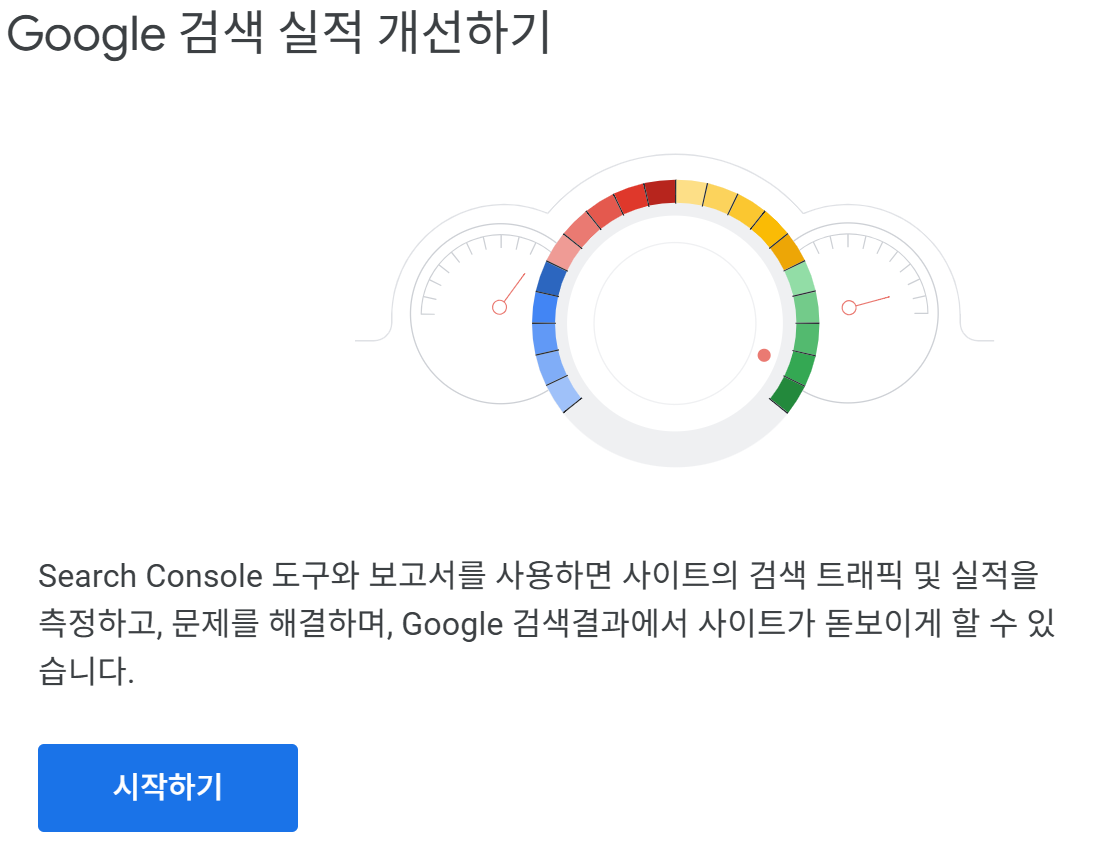 Google 검색 실적 개선하기
Search Console 도구와 보고서를 사용하면 사이트의 검색 트래픽 및 실적을
측정하고, 문제를 해결하며, Google 검색결과에서 사이트가 돋보이게 할 수 있
습니다.
시작하기